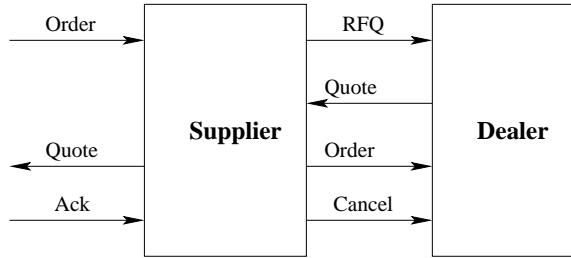 Order
RFQ
Quote
Supplier
Dealer
Quote
Order
Ack
Cancel